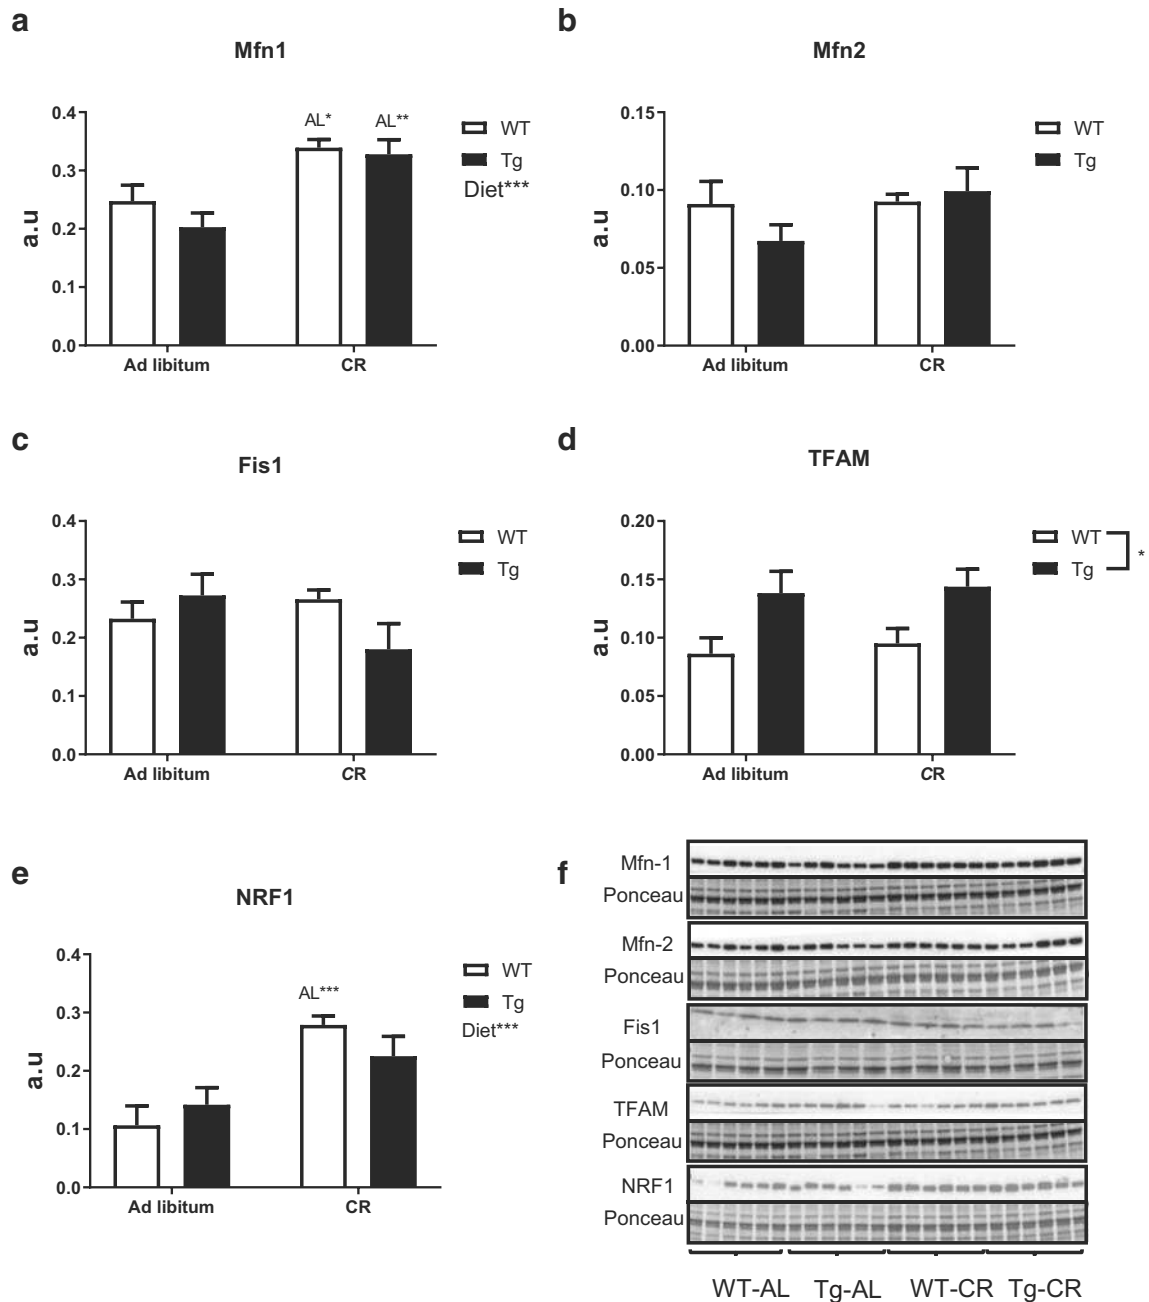 a
Mfn1
0.4
0.3
0.2
0.1
0.0
a.u
AL*
AL**
WT
Tg
Diet***
Ad libitum
CR
b
Mfn2
0.15
0.10
0.05
0.00
a.u
WT
Tg
Ad libitum
CR
c
Fis1
0.4
0.3
0.2
0.1
0.0
a.u
WT
Tg
Ad libitum
CR
d
TFAM
0.20
0.15
0.10
0.05
0.00
a.u
WT
Tg
*
Ad libitum
CR
e
NRF1
0.4
0.3
0.2
0.1
0.0
a.u
AL***
WT
Tg
Diet***
Ad libitum
CR
f
Mfn-1
Ponceau
Mfn-2
Ponceau
Fis1
Ponceau
TFAM
Ponceau
NRF1
Ponceau
WT-AL Tg-AL WT-CR Tg-CR